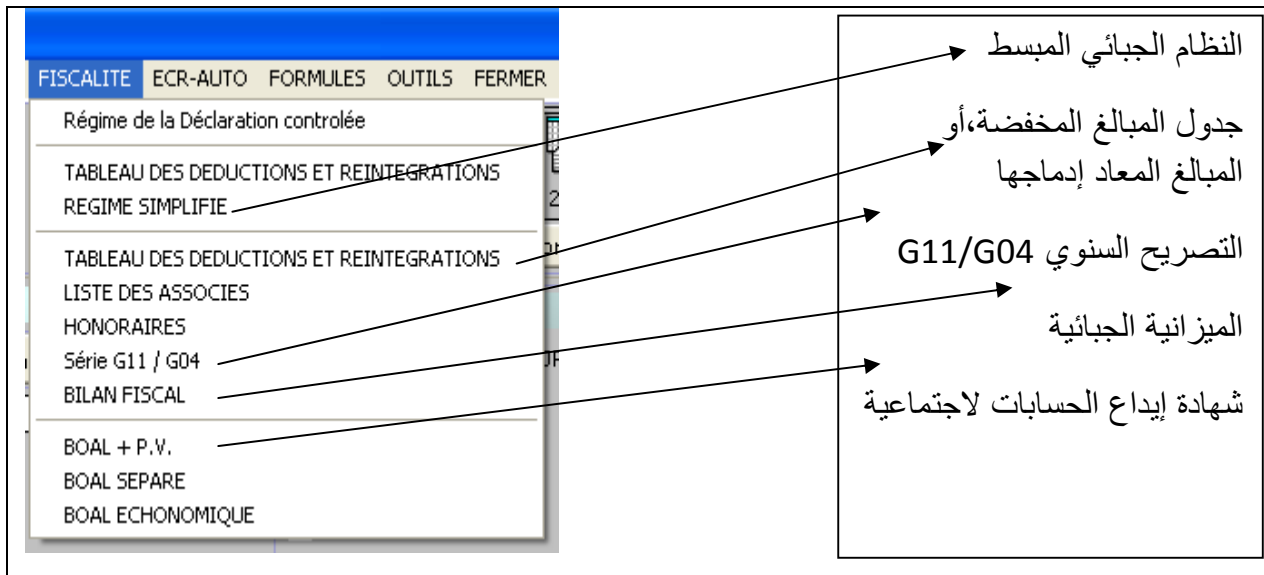 FISCALITE ECR-AUTO FORMULES OUTILS FERMER
Régime de la Déclaration controlée
TABLEAU DES DEDUCTIONS ET REINTEGRATIONS
REGIME SIMPLIFIE
TABLEAU DES DEDUCTIONS ET REINTEGRATIONS
LISTE DES ASSOCIES
HONORAIRES
Série G11 / G04
BILAN FISCAL
BOAL + P.V.
BOAL SEPARE
BOAL ECHONOMIQUE
النظام الجبائي المبسط
جدول المبالغ المخفضة،أو
المبالغ المعاد إدماجها
التصريح السنوي G11/G04
الميزانية الجبائية
شهادة إيداع الحسابات لاجتماعية